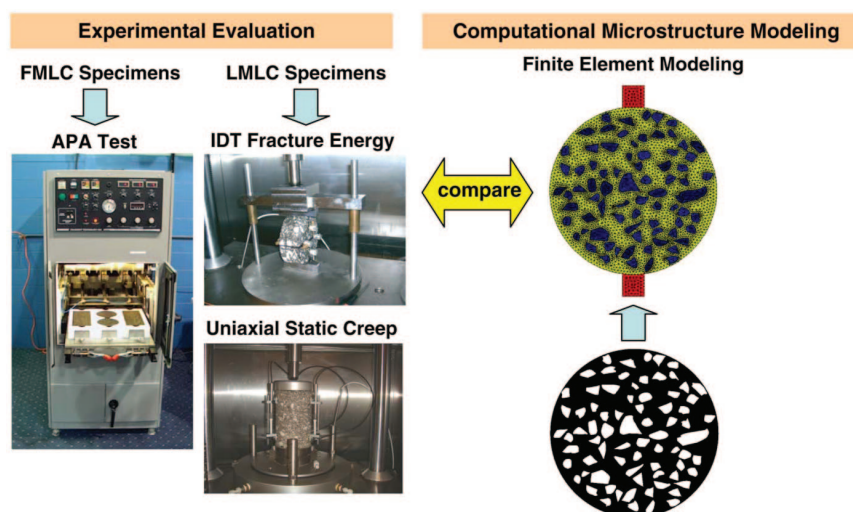 Experimental Evaluation
FMLC Specimens
LMLC Specimens
APA Test
IDT Fracture Energy
Uniaxial Static Creep
compare
Computational Microstructure Modeling
Finite Element Modeling